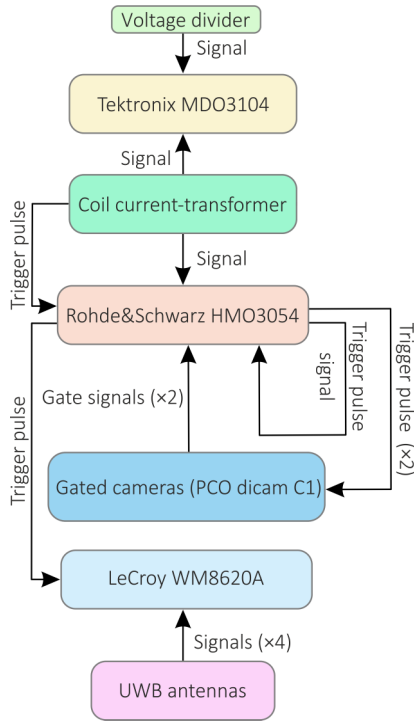 Voltage divider
Signal
Tektronix MDO3104
Signal
Coil current-transformer
Trigger pulse
Signal
Rohde&Schwarz HMO3054
Trigger pulse
signal
Trigger pulse
(×2)
Gate signals (×2)
Trigger pulse
Gated cameras (PCO dicam C1)
LeCroy WM8620A
Signals (×4)
UWB antennas